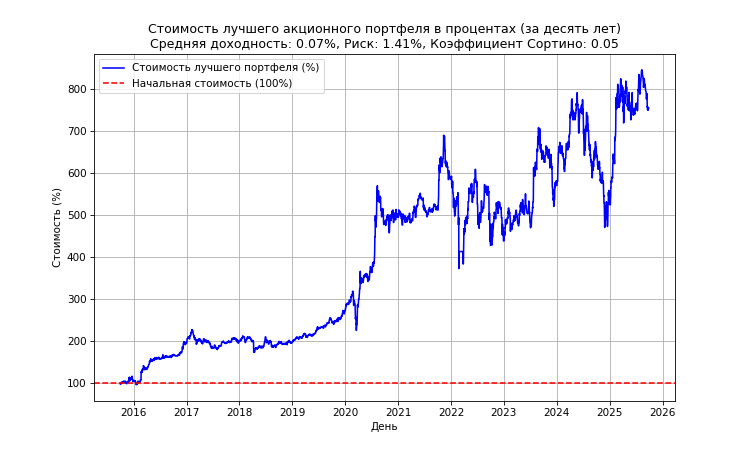 Стоимость лучшего акционного портфеля в процентах (за десять лет)
Средняя доходность: 0.07%, Риск: 1.41%, Коэффициент Сортино: 0.05
Стоимость лучшего портфеля (%)
Начальная стоимость (100%)
Стоимость (%)
800
700
600
500
400
300
200
100
2016 2017 2018 2019 2020 2021 2022 2023 2024 2025 2026
День